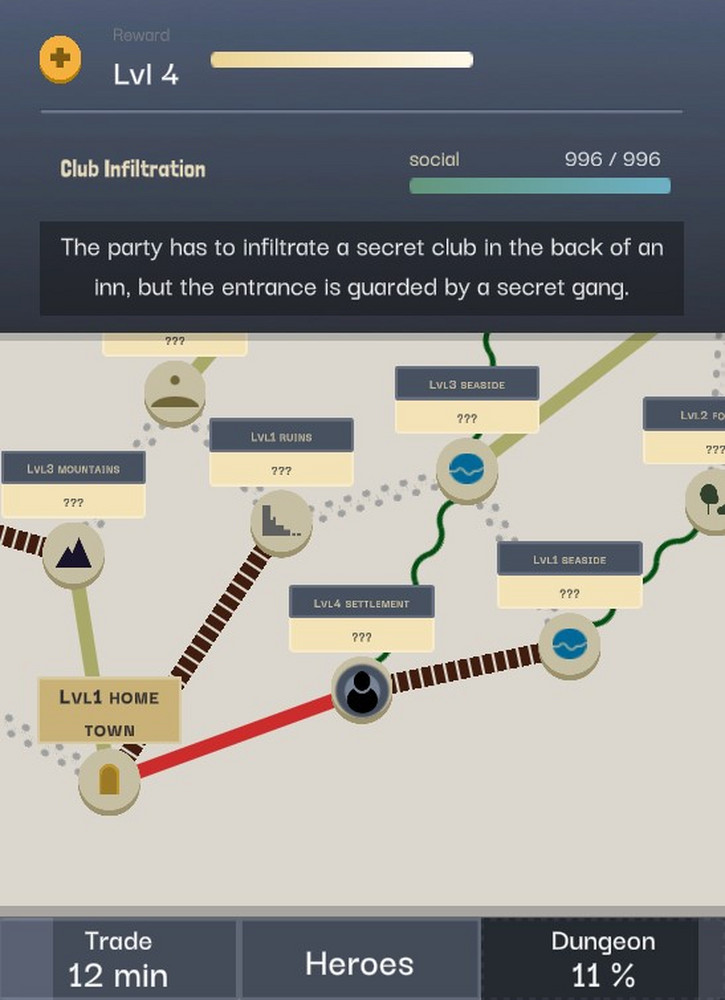 Reward
Lvl 4
Club Infiltration
social 996 / 996
The party has to infiltrate a secret club in the back of an
inn, but the entrance is guarded by a secret gang.
???
Lvl3 seaside
???
Lvl2
???
Lvl1 ruins
???
Lvl3 mountains
???
Lvl1 seaside
???
Lvl4 settlement
???
Lvl1 home
town
Trade
12 min
Heroes
Dungeon
11 %